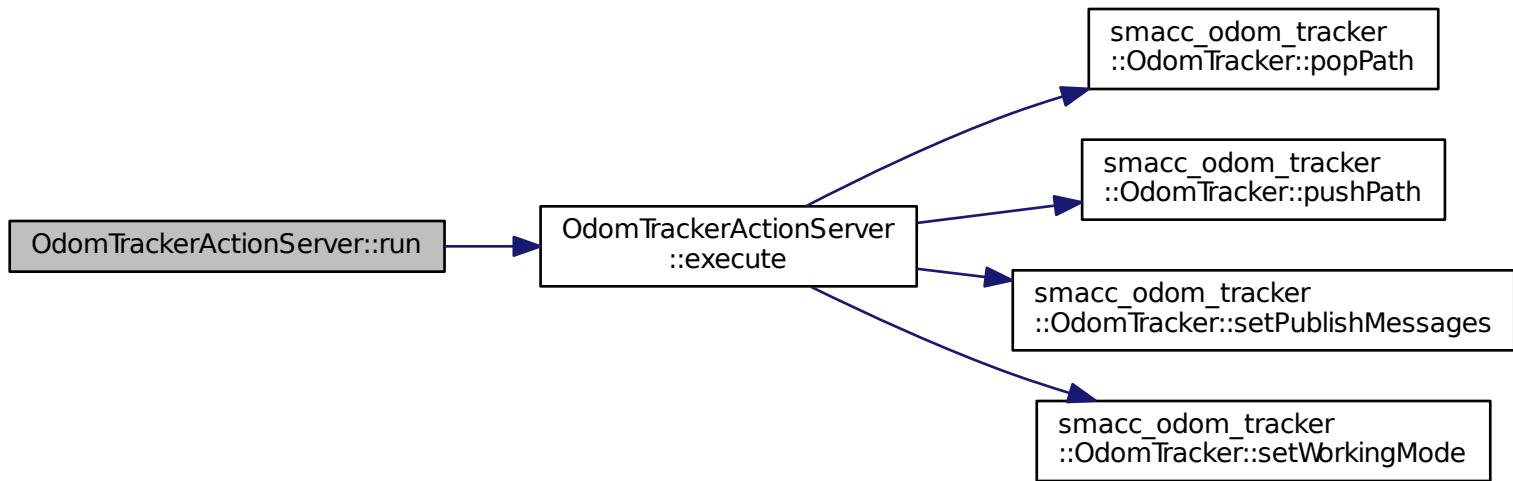 smacc_odom_tracker
::OdomTracker::popPath
smacc_odom_tracker
::OdomTracker::pushPath
OdomTrackerActionServer::run
OdomTrackerActionServer
::execute
smacc_odom_tracker
::OdomTracker::setPublishMessages
smacc_odom_tracker
::OdomTracker::setWorkingMode